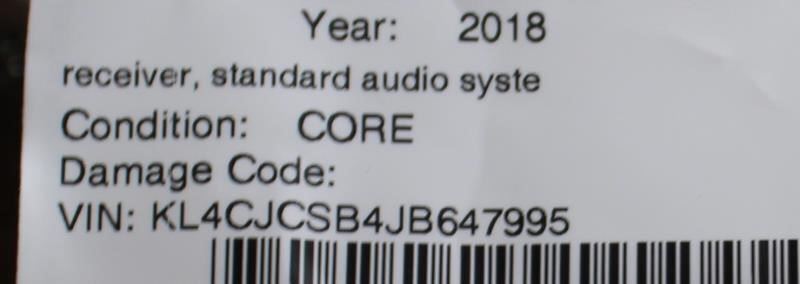 Year: 2018
receiver, standard audio syste
Condition: CORE
Damage Code:
VIN: KL4CJCSB4JB647995